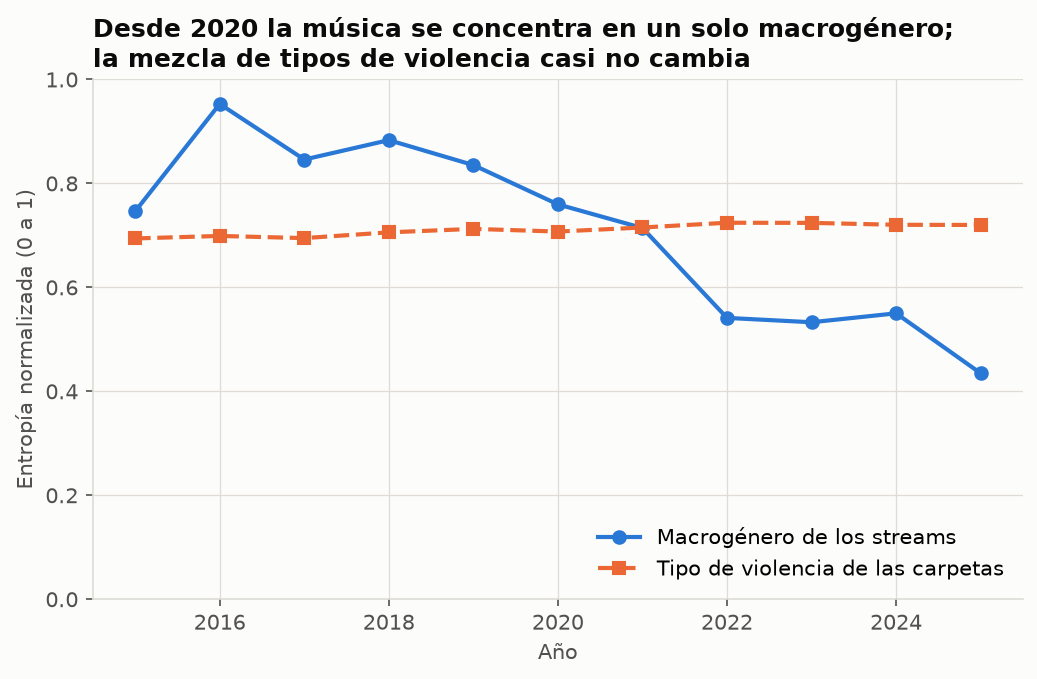 Desde 2020 la música se concentra en un solo macrogénero;
la mezcla de tipos de violencia casi no cambia
Entropía normalizada (0 a 1)
1.0
0.8
0.6
0.4
0.2
0.0
Macrogénero de los streams
Tipo de violencia de las carpetas
2016
2018
2020
2022
2024
Año